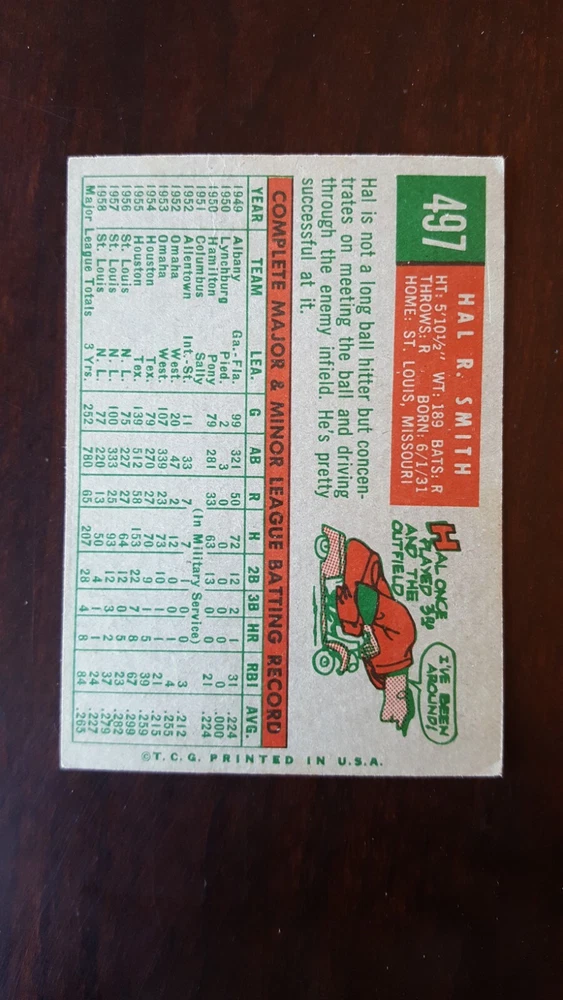 497
HAL R. SMITH
HT: 5'10½" WT: 189 BATS: R
THROWS: R BORN: 6/1/31
HOME: ST. LOUIS, MISSOURI
Hal is not a long ball hitter but concen-
trates on meeting the ball and driving
through the enemy infield. He's pretty
successful at it.
HAL ONCE
PLAYED 3RD
AND THE
OUTFIELD
I'VE BEEN
AROUND!
COMPLETE MAJOR & MINOR LEAGUE BATTING RECORD
YEAR TEAM LEA. G AB R H 2B 3B HR RBI AVG.
1949 Albany Ga.-Fla. 99 321 50 72 12 2 1 31 .224
1950 Lynchburg Pied. 2 3 0 0 0 0 0 0 .000
1950 Hamilton Pony 79 281 33 63 13 1 0 21 .224
1951 Columbus Sally (In Military Service)
1952 Allentown Int.-St. 11 33 7 7 1 0 0 3 .212
1952 Omaha West. 20 47 2 12 0 0 1 4 .255
1953 Omaha West. 107 339 23 73 10 1 1 21 .215
1954 Houston Tex. 79 270 27 70 9 1 5 39 .259
1955 Houston Tex. 139 512 58 153 22 7 8 67 .299
1956 St. Louis N. L. 75 227 27 64 12 0 5 23 .282
1957 St. Louis N. L. 100 333 25 93 12 3 2 37 .279
1958 St. Louis N. L. 77 220 13 50 4 1 1 24 .227
Major League Totals 3 Yrs. 252 780 65 207 28 4 8 84 .265
©T.C.G. PRINTED IN U.S.A.